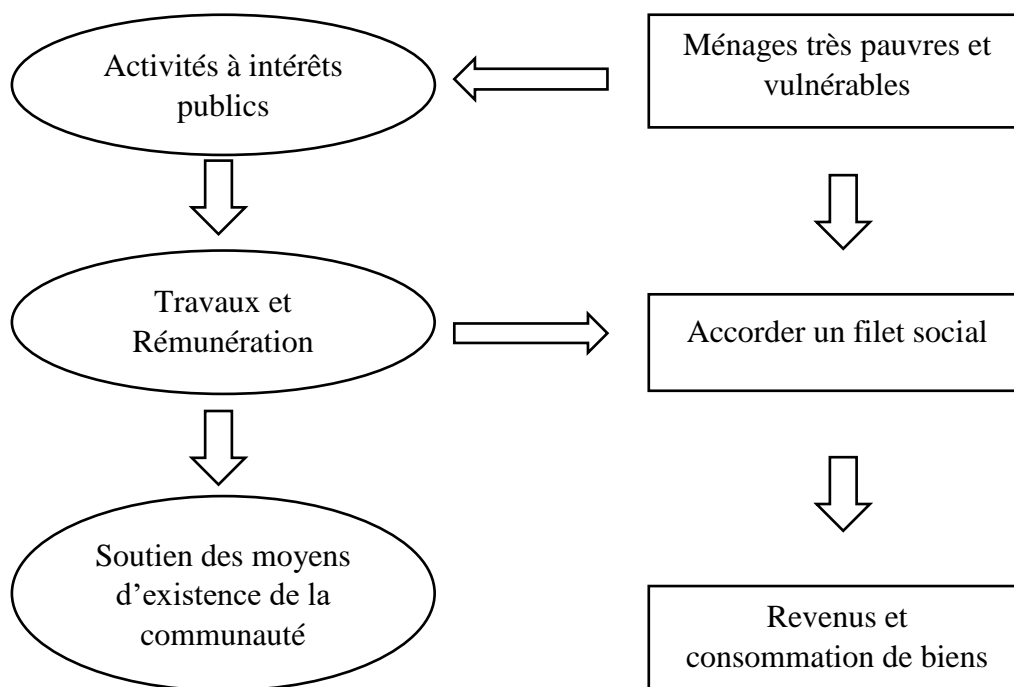 Activités à intérêts
publics
Ménages très pauvres et
vulnérables
Travaux et
Rémunération
Accorder un filet social
Soutien des moyens
d’existence de la
communauté
Revenus et
consommation de biens